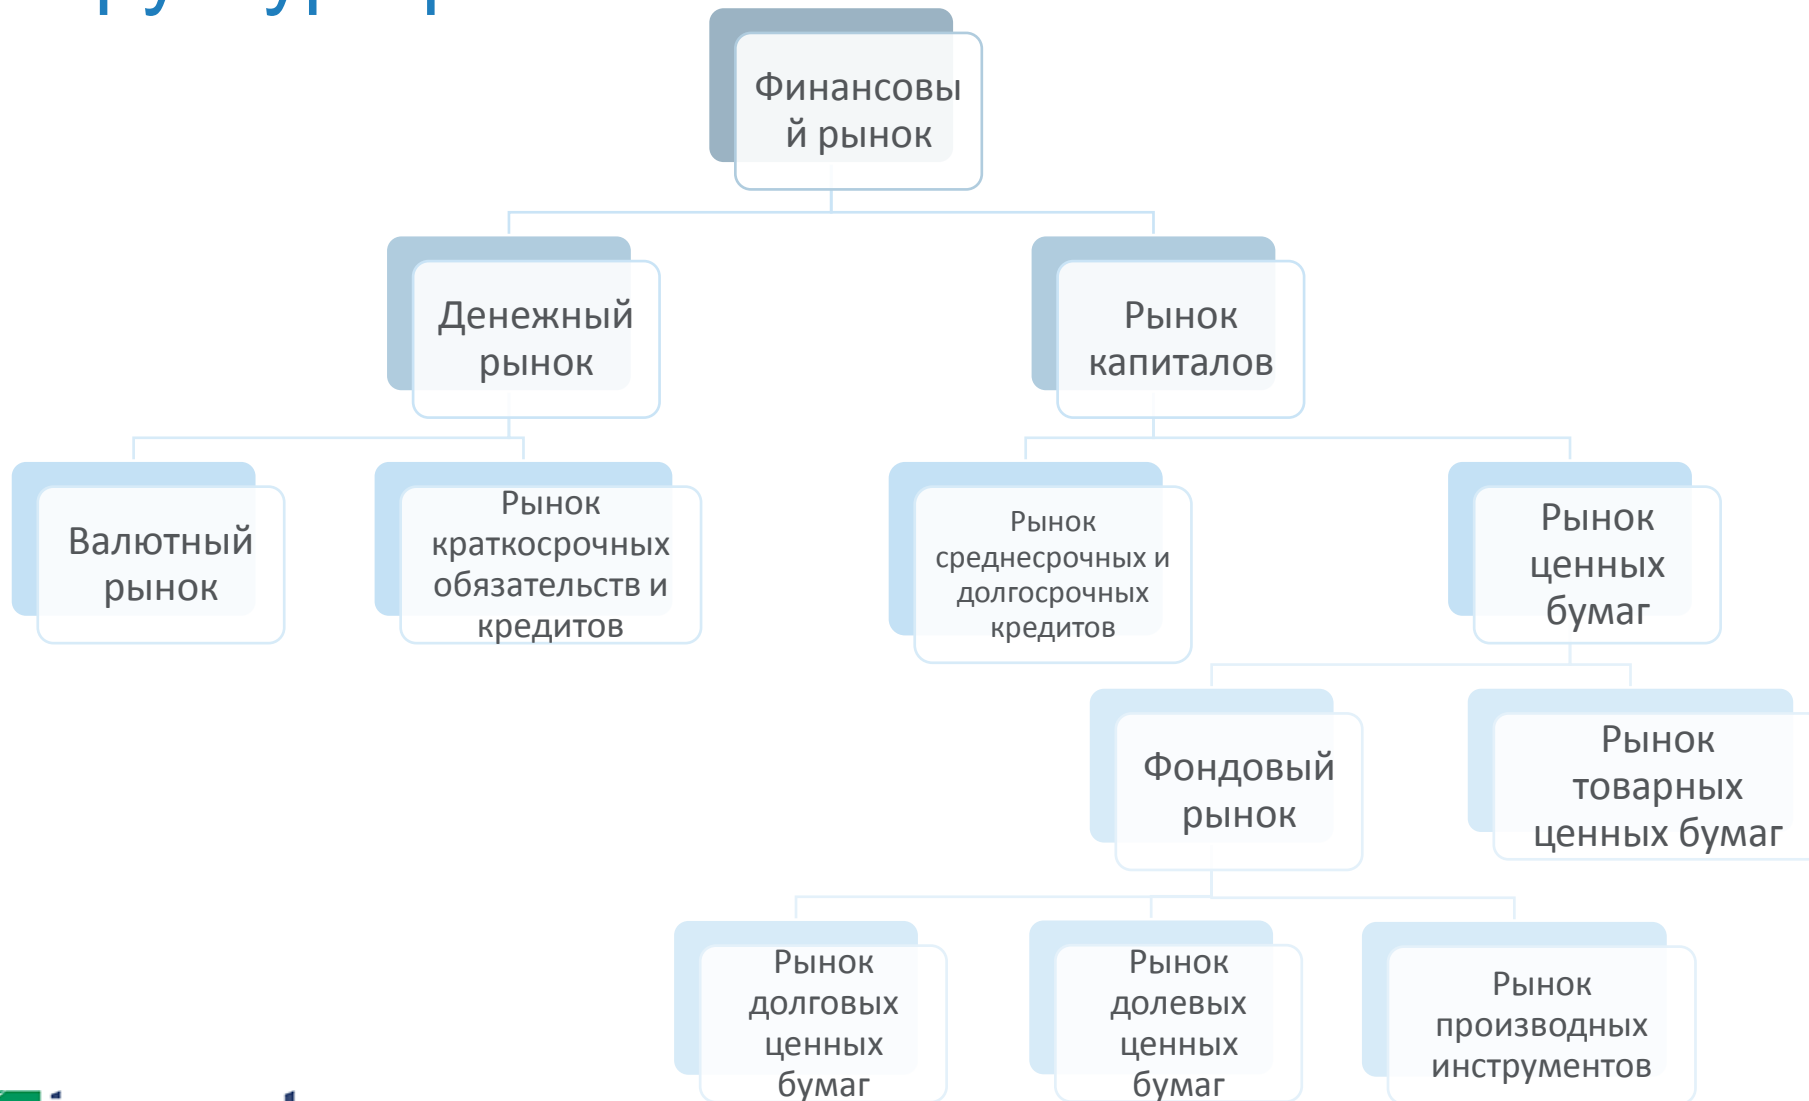 Финансовы
й рынок
Денежный
рынок
Рынок
капиталов
Валютный
рынок
Рынок
краткосрочных
обязательств и
кредитов
Рынок
среднесрочных и
долгосрочных
кредитов
Рынок
ценных
бумаг
Фондовый
рынок
Рынок
товарных
ценных бумаг
Рынок
долговых
ценных
бумаг
Рынок
долевых
ценных
бумаг
Рынок
производных
инструментов